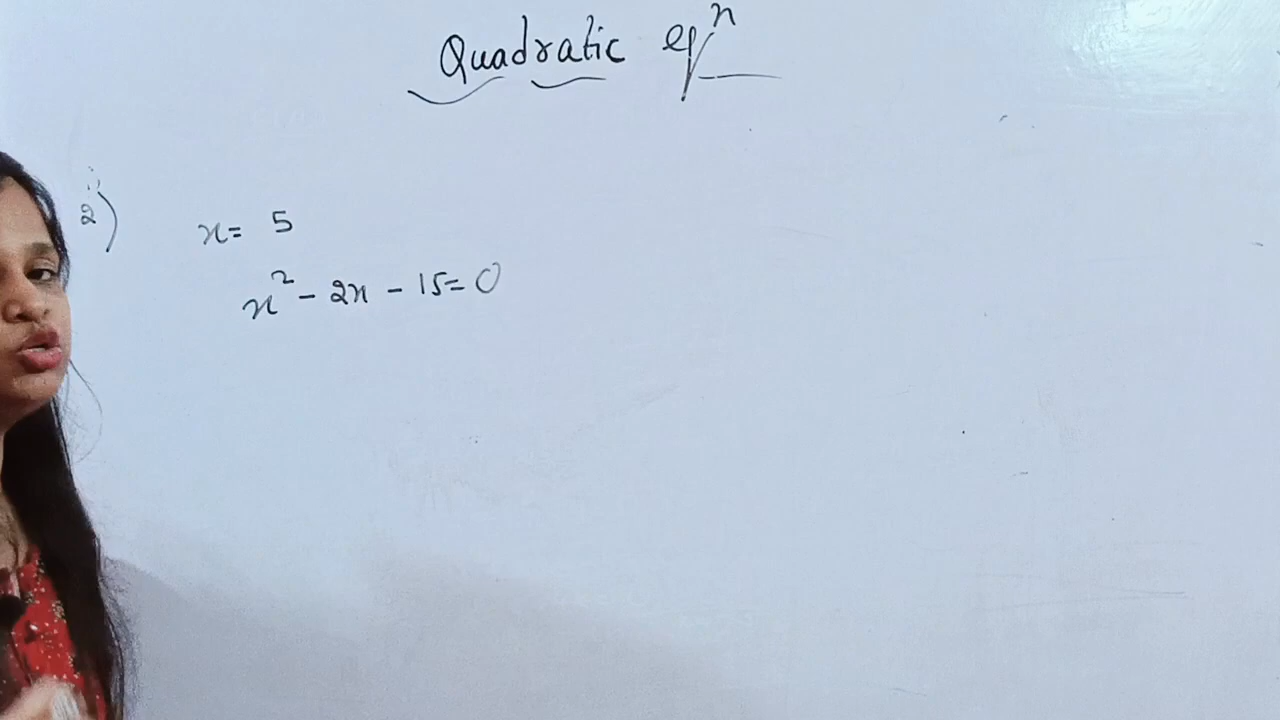 Quadratic eqⁿ
i)
2) x = 5
x² - 2x - 15 = 0